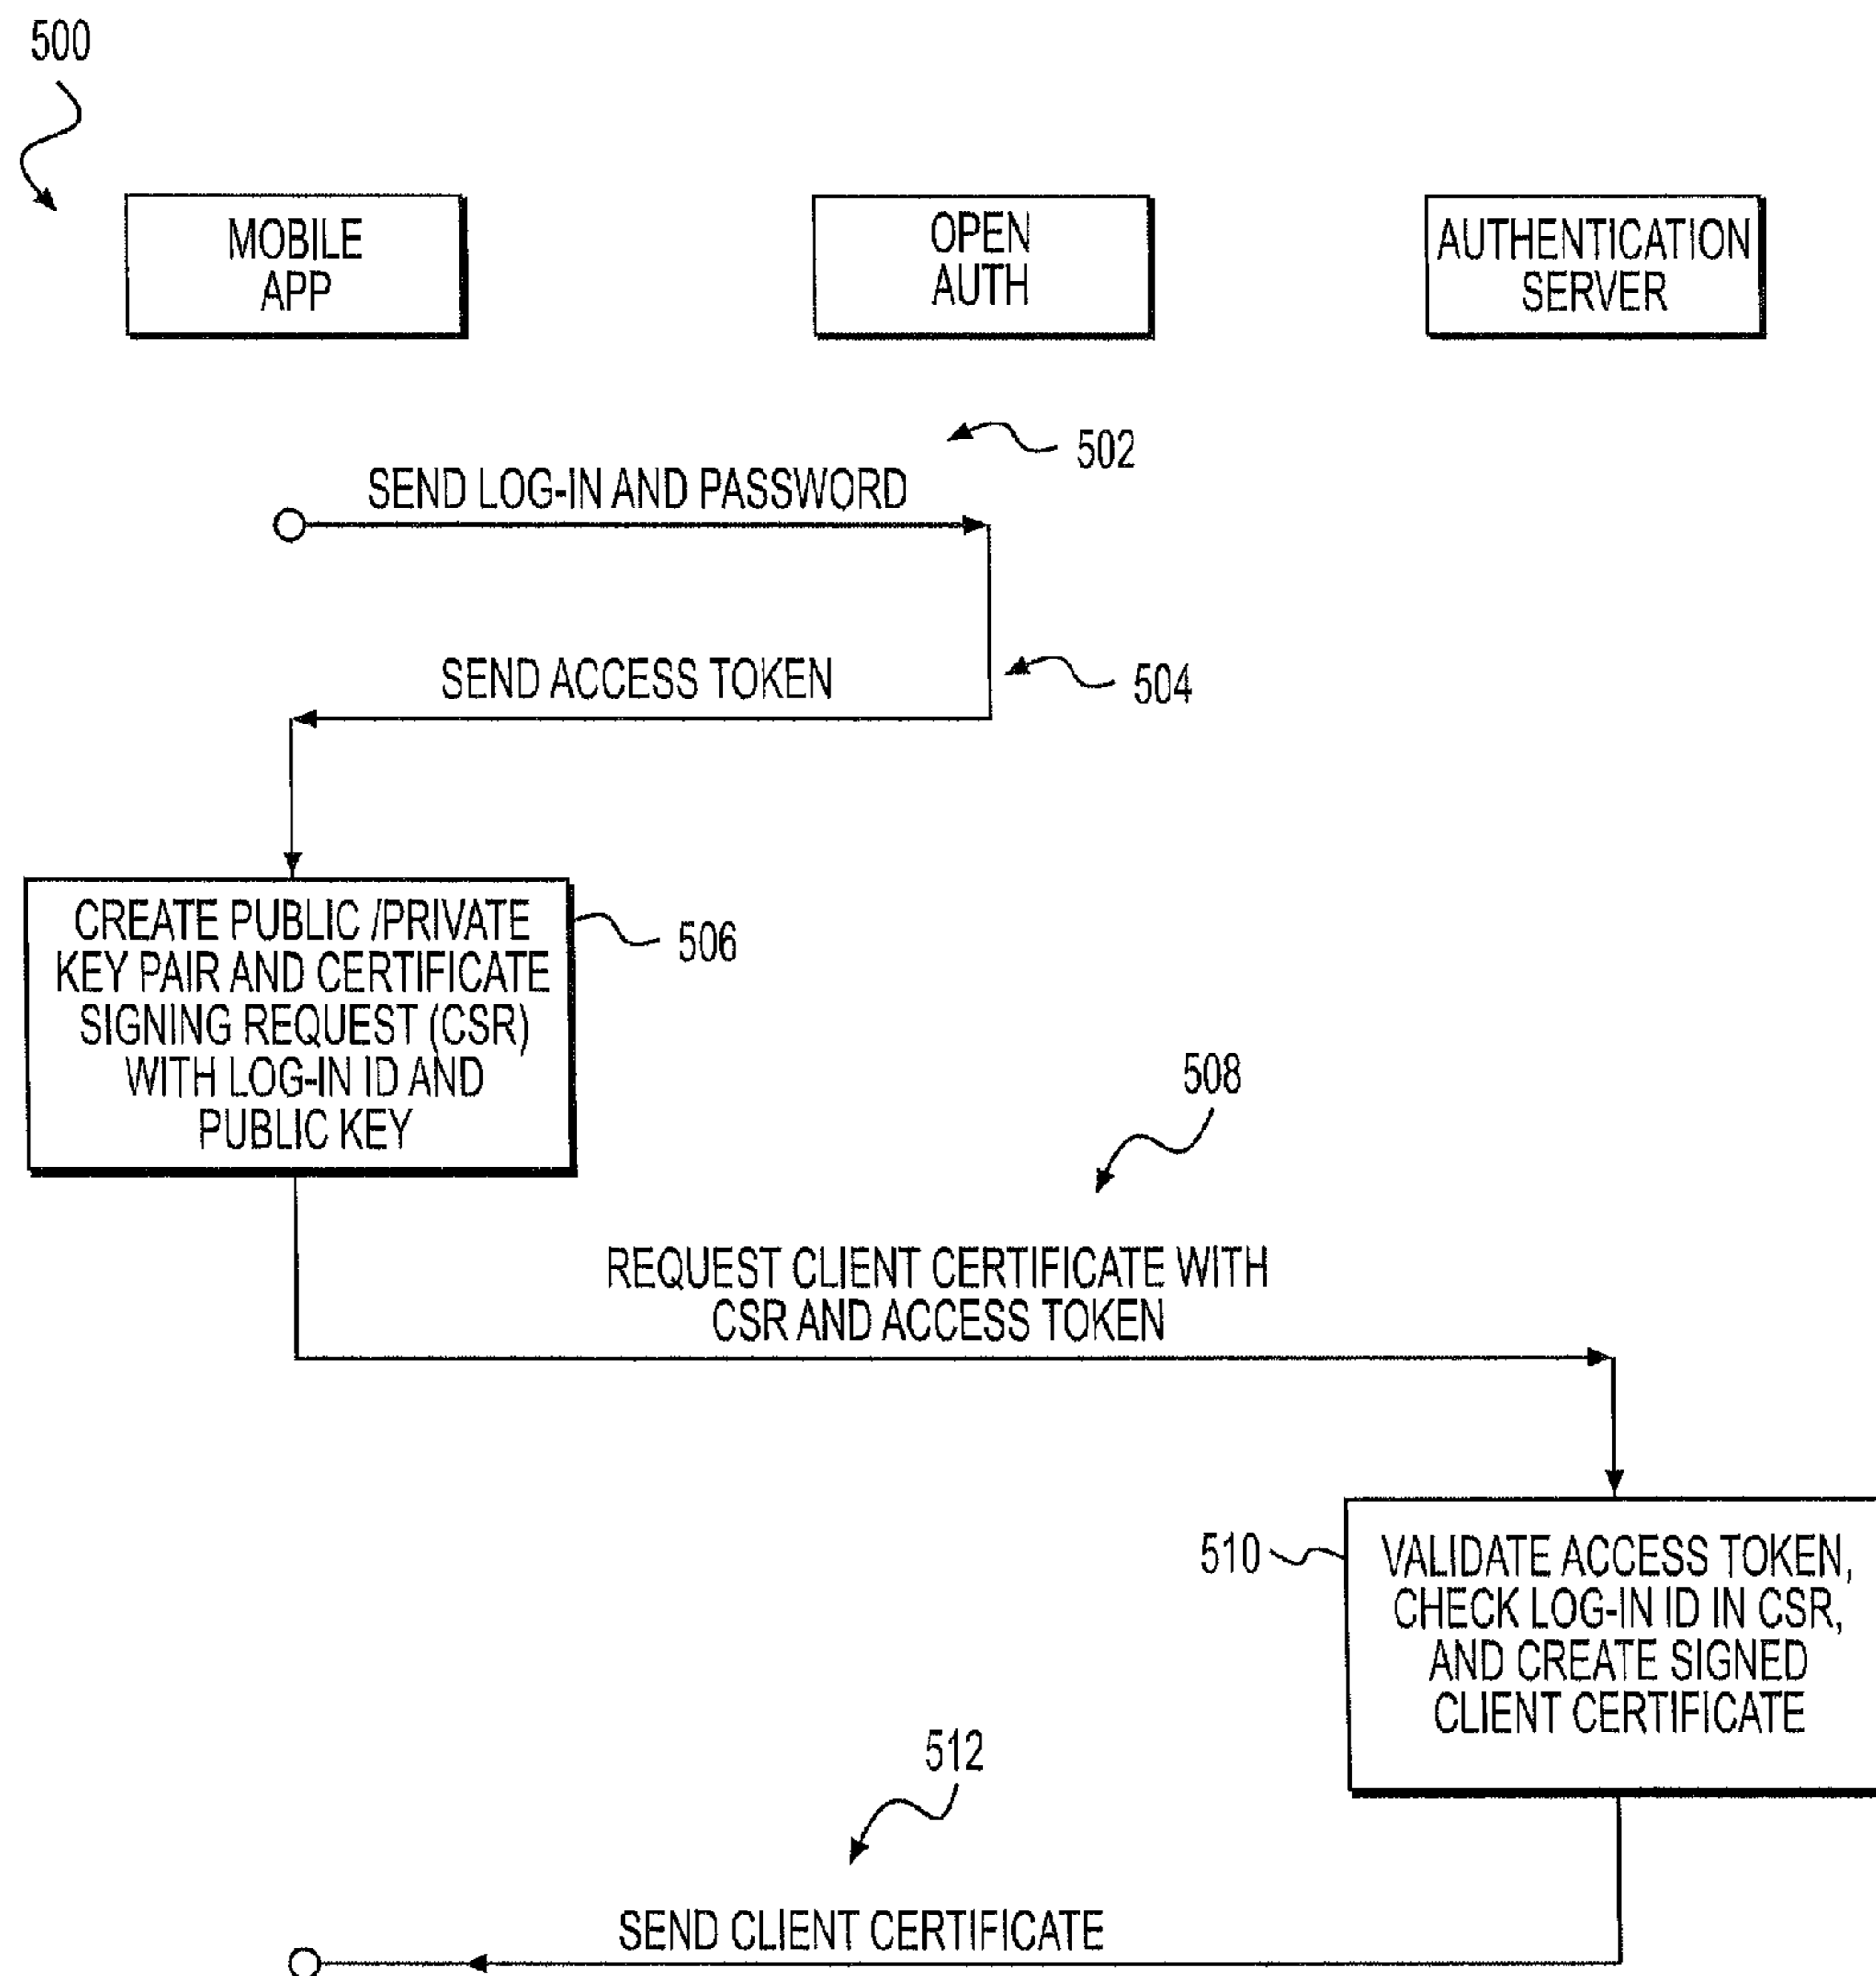 500
MOBILE
APP
OPEN
AUTH
AUTHENTICATION
SERVER
502
SEND LOG-IN AND PASSWORD
SEND ACCESS TOKEN
504
CREATE PUBLIC /PRIVATE
KEY PAIR AND CERTIFICATE
SIGNING REQUEST (CSR)
WITH LOG-IN ID AND
PUBLIC KEY
506
508
REQUEST CLIENT CERTIFICATE WITH
CSR AND ACCESS TOKEN
510
VALIDATE ACCESS TOKEN,
CHECK LOG-IN ID IN CSR,
AND CREATE SIGNED
CLIENT CERTIFICATE
512
SEND CLIENT CERTIFICATE